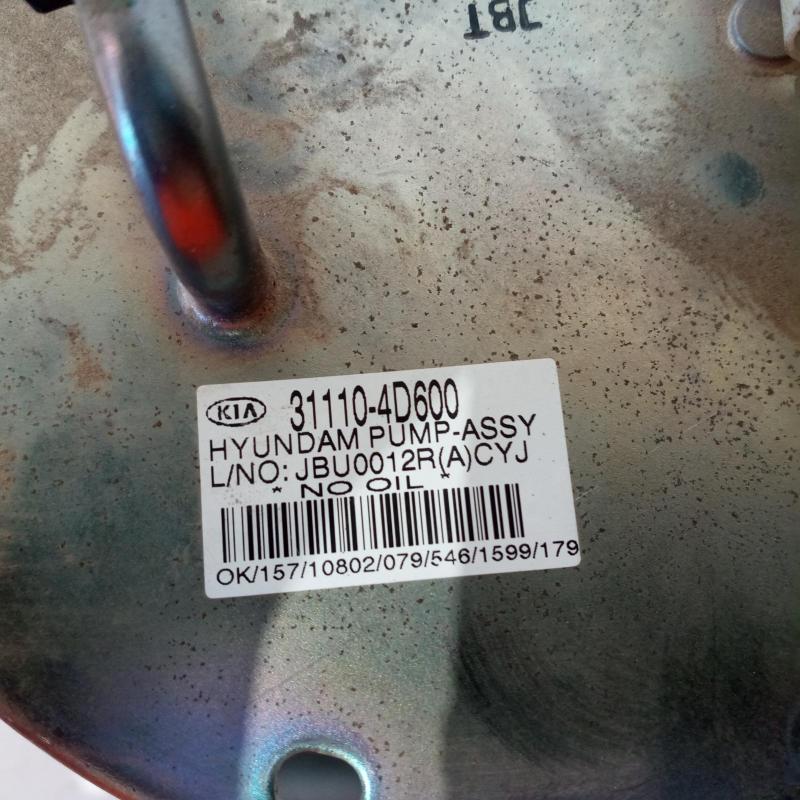 JBT
KIA 31110-4D600
HYUNDAM PUMP-ASSY
L/NO: JBU0012R(A)CYJ
* NO OIL *
OK/157/10802/079/546/1599/179